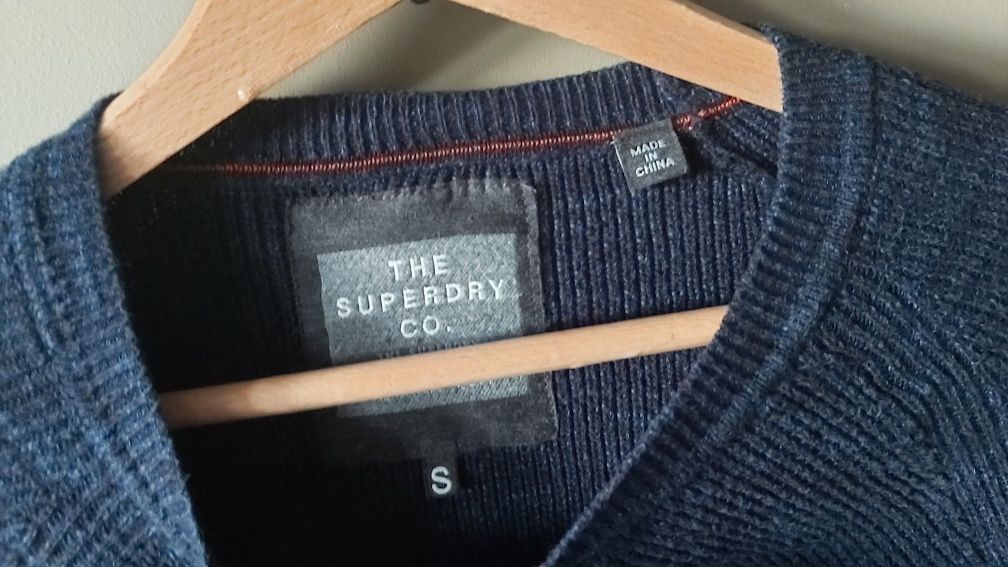 MADE
IN
CHINA
THE
SUPERDRY
CO.
S